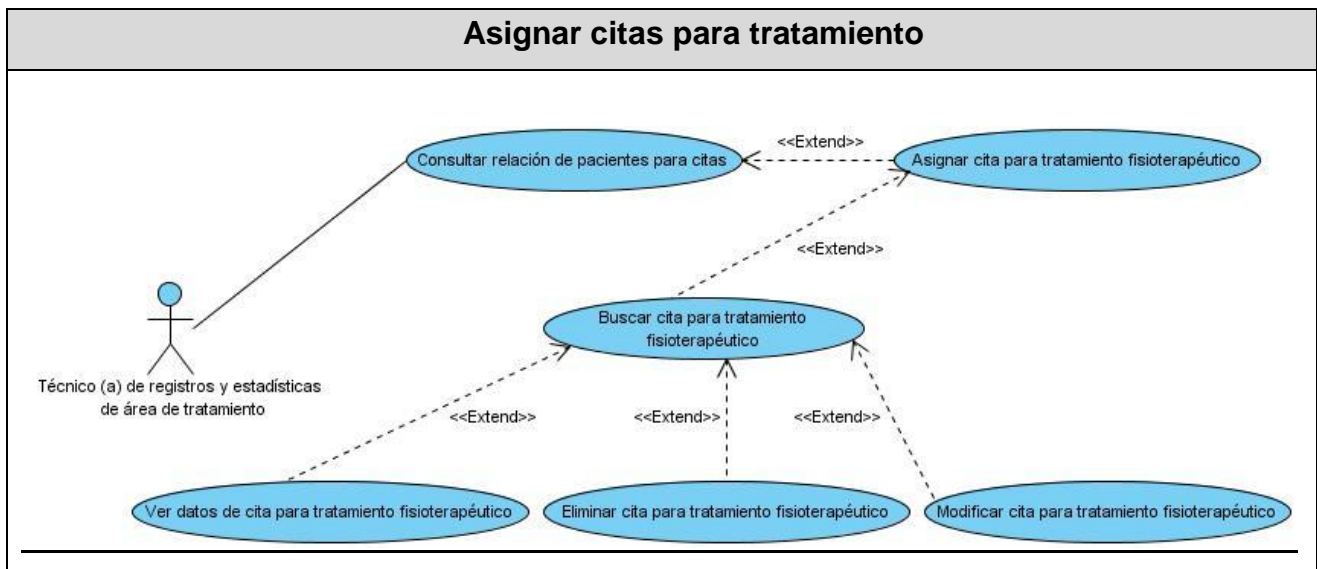 Asignar citas para tratamiento
Consultar relación de pacientes para citas
<<Extend>>
Asignar cita para tratamiento fisioterapéutico
<<Extend>>
Buscar cita para tratamiento
fisioterapéutico
Técnico (a) de registros y estadísticas
de área de tratamiento
<<Extend>>
<<Extend>>
<<Extend>>
Ver datos de cita para tratamiento fisioterapéutico
Eliminar cita para tratamiento fisioterapéutico
Modificar cita para tratamiento fisioterapéutico